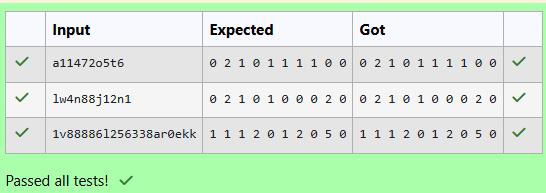 Input Expected Got
a11472o5t6 0 2 1 0 1 1 1 1 0 0 0 2 1 0 1 1 1 1 0 0
lw4n88j12n1 0 2 1 0 1 0 0 0 2 0 0 2 1 0 1 0 0 0 2 0
1v88886l256338ar0ekk 1 1 1 2 0 1 2 0 5 0 1 1 1 2 0 1 2 0 5 0
Passed all tests!